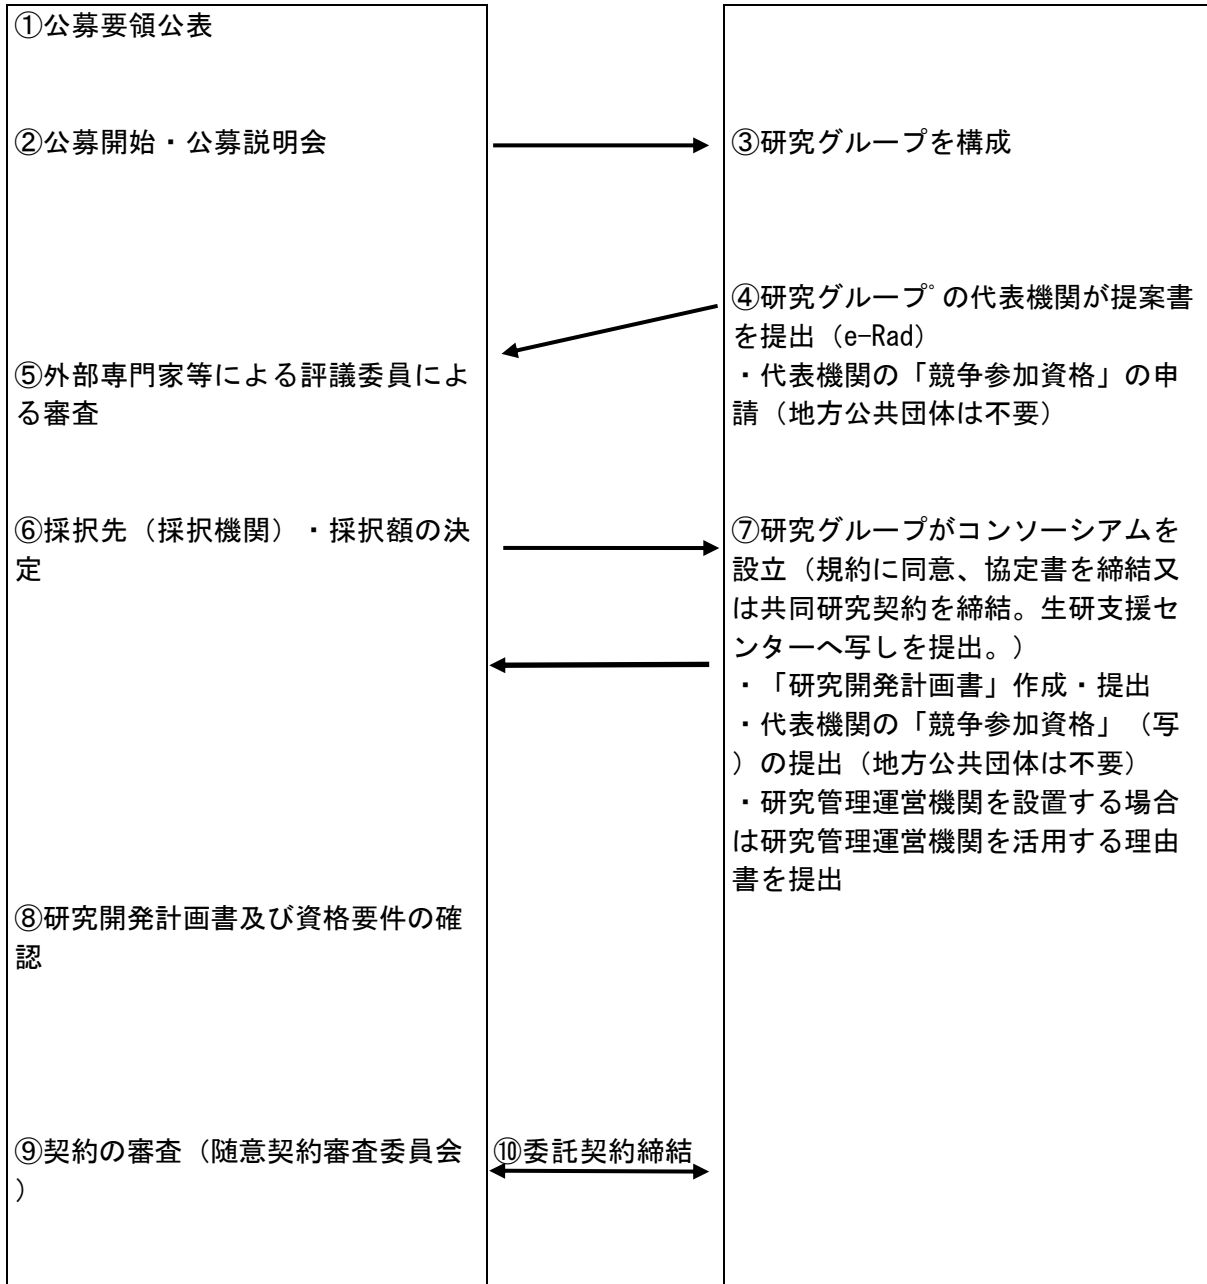 ①公募要領公表
②公募開始・公募説明会
③研究グループを構成
④研究グループ゜の代表機関が提案書
を提出（e-Rad）
・代表機関の「競争参加資格」の申
請（地方公共団体は不要）
⑤外部専門家等による評議委員によ
る審査
⑥採択先（採択機関）・採択額の決
定
⑦研究グループがコンソーシアムを
設立（規約に同意、協定書を締結又
は共同研究契約を締結。生研支援セ
ンターへ写しを提出。）
・「研究開発計画書」作成・提出
・代表機関の「競争参加資格」（写
）の提出（地方公共団体は不要）
・研究管理運営機関を設置する場合
は研究管理運営機関を活用する理由
書を提出
⑧研究開発計画書及び資格要件の確
認
⑨契約の審査（随意契約審査委員会
）
⑩委託契約締結